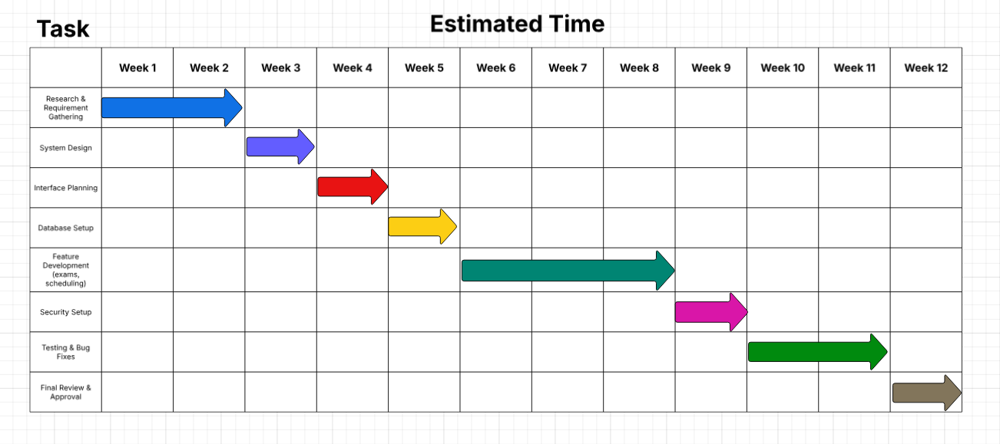 Task
Estimated Time
Week 1
Week 2
Week 3
Week 4
Week 5
Week 6
Week 7
Week 8
Week 9
Week 10
Week 11
Week 12
Research &
Requirement
Gathering
System Design
Interface Planning
Database Setup
Feature
Development
(exams,
scheduling)
Security Setup
Testing & Bug
Fixes
Final Review &
Approval